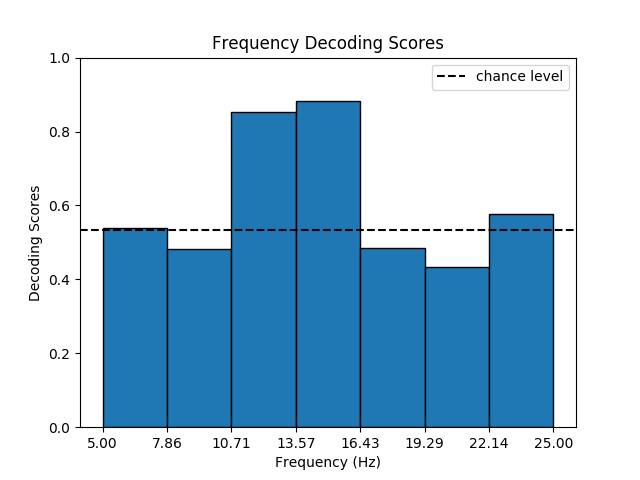 Frequency Decoding Scores
chance level
1.0
0.8
0.6
0.4
0.2
0.0
Decoding Scores
5.00 7.86 10.71 13.57 16.43 19.29 22.14 25.00
Frequency (Hz)